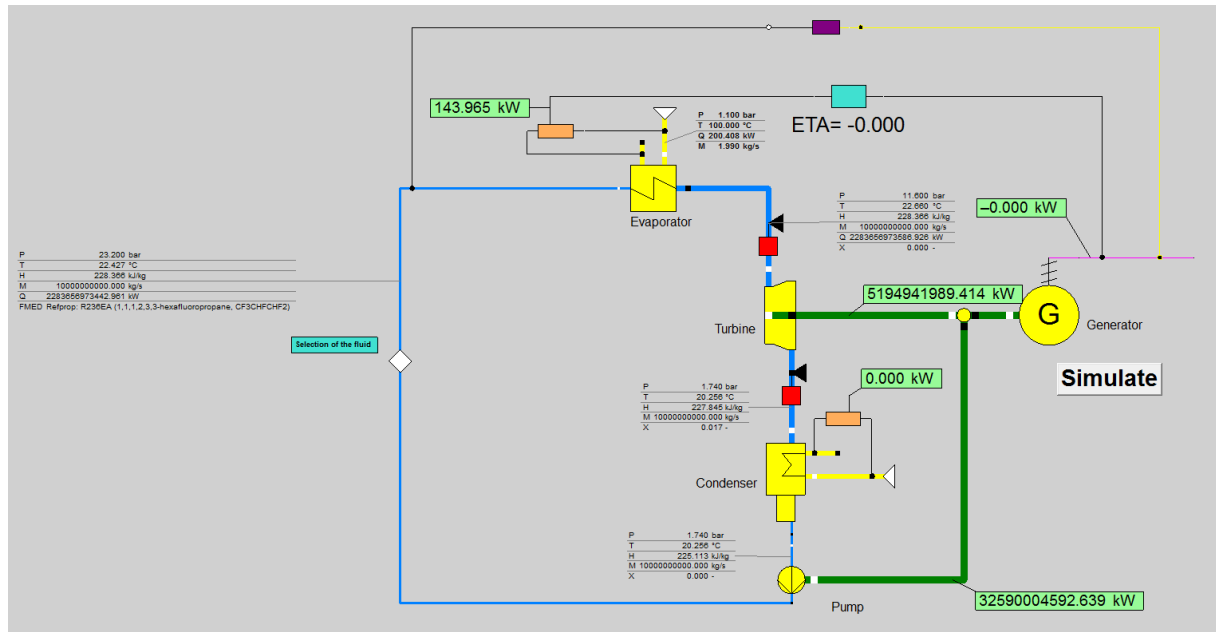 143.965 kW
P 1.100 bar
T 100.000 °C
Q 200.408 kW
M 1.990 kg/s
ETA= -0.000
Evaporator
P 11.600 bar
T 22.660 °C
H 228.366 kJ/kg
M 10000000000.000 kg/s
Q 2283656973586.926 kW
X 0.000 -
–0.000 kW
P 23.200 bar
T 22.427 °C
H 228.366 kJ/kg
M 10000000000.000 kg/s
Q 2283656973442.961 kW
FMED Refprop: R236EA (1,1,1,2,3,3-hexafluoropropane, CF3CHFCHF2)
5194941989.414 kW
G
Turbine
Generator
Selection of the fluid
Simulate
P 1.740 bar
T 20.256 °C
H 227.845 kJ/kg
M 10000000000.000 kg/s
X 0.017 -
0.000 kW
Condenser
P 1.740 bar
T 20.256 °C
H 225.113 kJ/kg
M 10000000000.000 kg/s
X 0.000 -
Pump
32590004592.639 kW